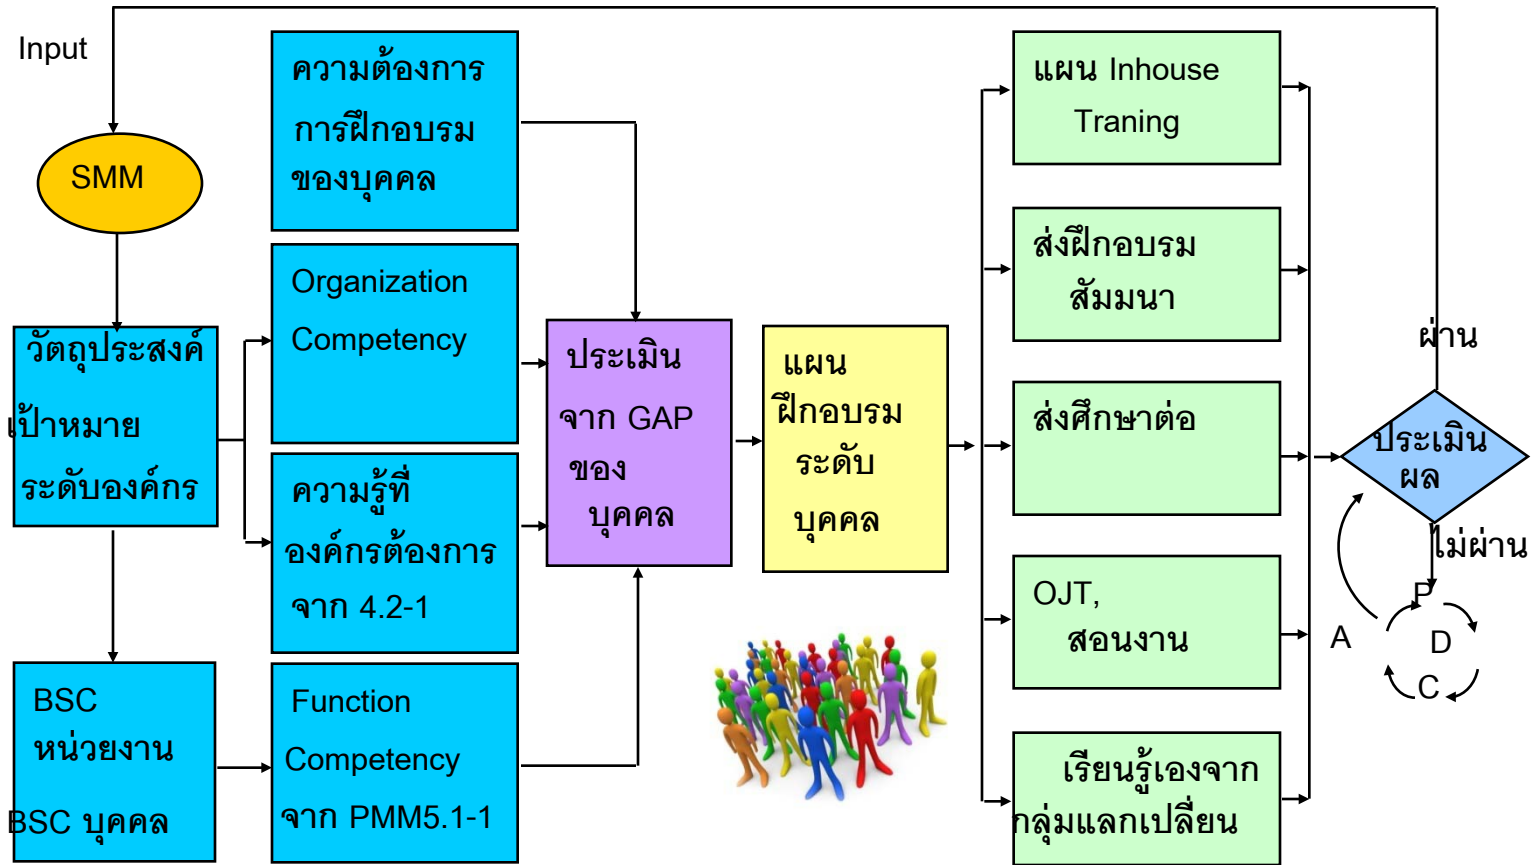 Input
SMM
วัตถุประสงค์
เป้าหมาย
ระดับองค์กร
BSC
หน่วยงาน
BSC บุคคล
ความต้องการ
การฝึกอบรม
ของบุคคล
Organization
Competency
ความรู้ที่
องค์กรต้องการ
จาก 4.2-1
Function
Competency
จาก PMM5.1-1
ประเมิน
จาก GAP
ของ
บุคคล
แผน
ฝึกอบรม
ระดับ
บุคคล
แผน Inhouse
Traning
ส่งฝึกอบรม
สัมมนา
ส่งศึกษาต่อ
OJT,
สอนงาน
เรียนรู้เองจาก
กลุ่มแลกเปลี่ยน
ผ่าน
ประเมิน
ผล
ไม่ผ่าน
P
A
D
C